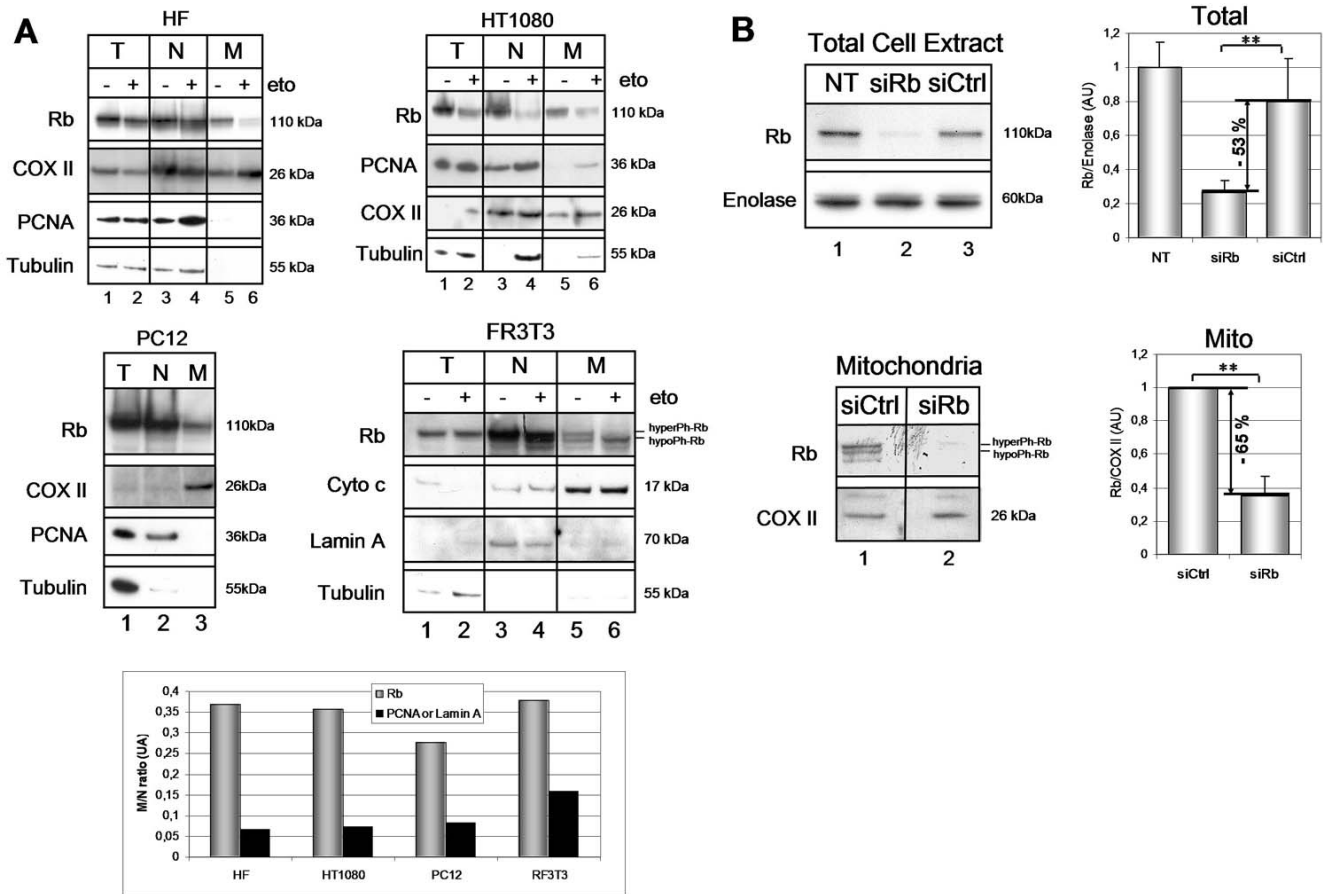 A
HF
T N M
- + - + - + eto
Rb 110 kDa
COX II 26 kDa
PCNA 36 kDa
Tubulin 55 kDa
1 2 3 4 5 6
HT1080
T N M
- + - + - + eto
Rb 110 kDa
PCNA 36 kDa
COX II 26 kDa
Tubulin 55 kDa
1 2 3 4 5 6
PC12
T N M
Rb 110kDa
COX II 26kDa
PCNA 36kDa
Tubulin 55kDa
1 2 3
FR3T3
T N M
- + - + - + eto
Rb hyperPh-Rb
hypoPh-Rb
Cyto c 17 kDa
Lamin A 70 kDa
Tubulin 55 kDa
1 2 3 4 5 6
M/N ratio (UA)
0,4
0,35
0,3
0,25
0,2
0,15
0,1
0,05
0
Rb
PCNA or Lamin A
HF HT1080 PC12 RF3T3
B
Total Cell Extract
NT siRb siCtrl
Rb 110kDa
Enolase 60kDa
1 2 3
Total
Rb/Enolase (AU)
1,2
1
0,8
0,6
0,4
0,2
0
**
- 53 %
NT siRb siCtrl
Mitochondria
siCtrl siRb
Rb hyperPh-Rb
hypoPh-Rb
COX II 26 kDa
1 2
Mito
Rb/COX II (AU)
1,2
1
0,8
0,6
0,4
0,2
0
**
- 65 %
siCtrl siRb